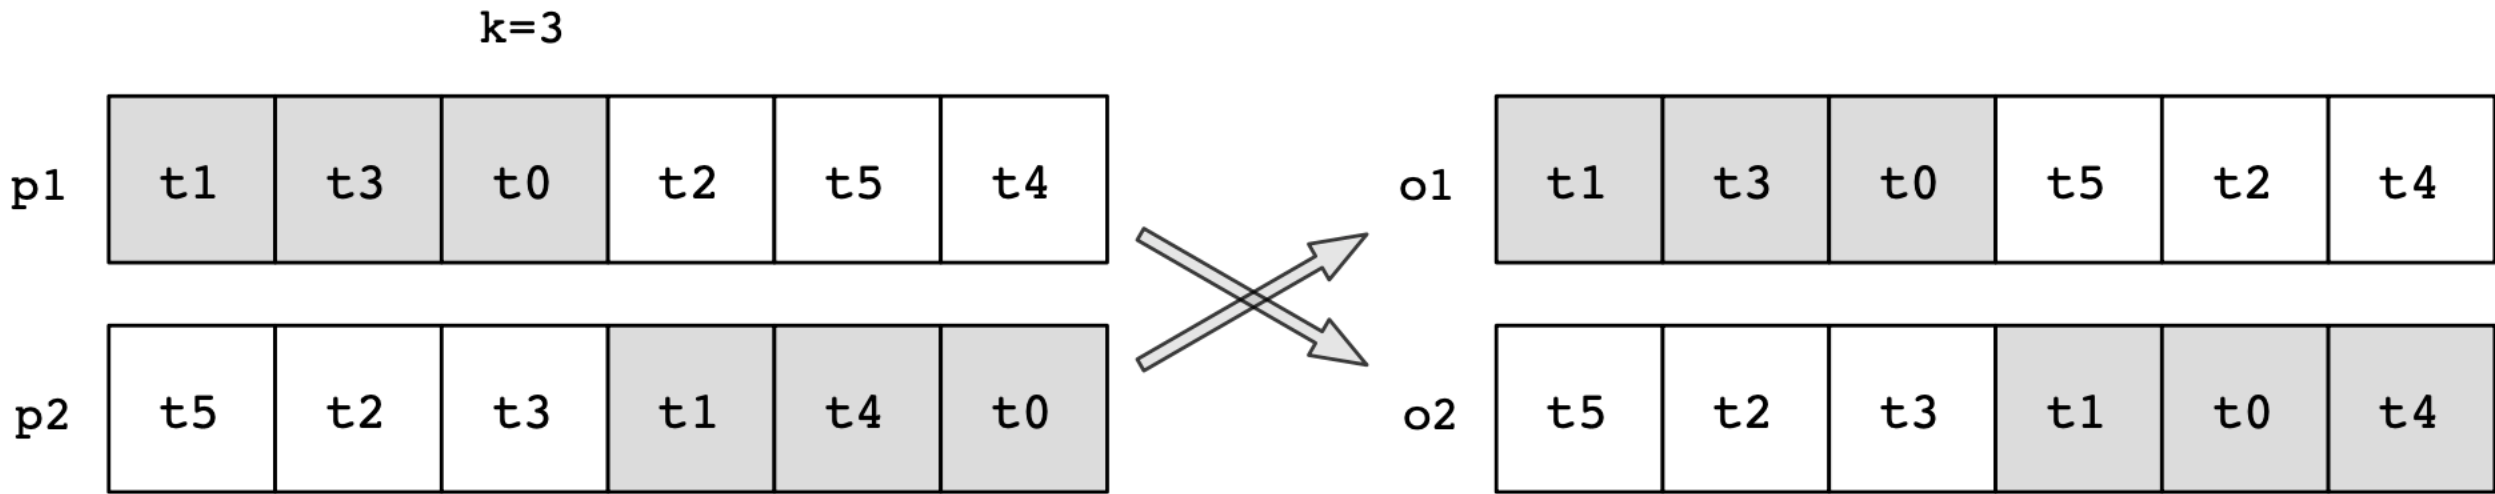 k=3
p1 t1 t3 t0 t2 t5 t4
o1 t1 t3 t0 t5 t2 t4
p2 t5 t2 t3 t1 t4 t0
o2 t5 t2 t3 t1 t0 t4